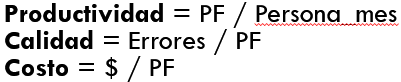 Productividad = PF / Persona_mes
Calidad = Errores / PF
Costo = $ / PF